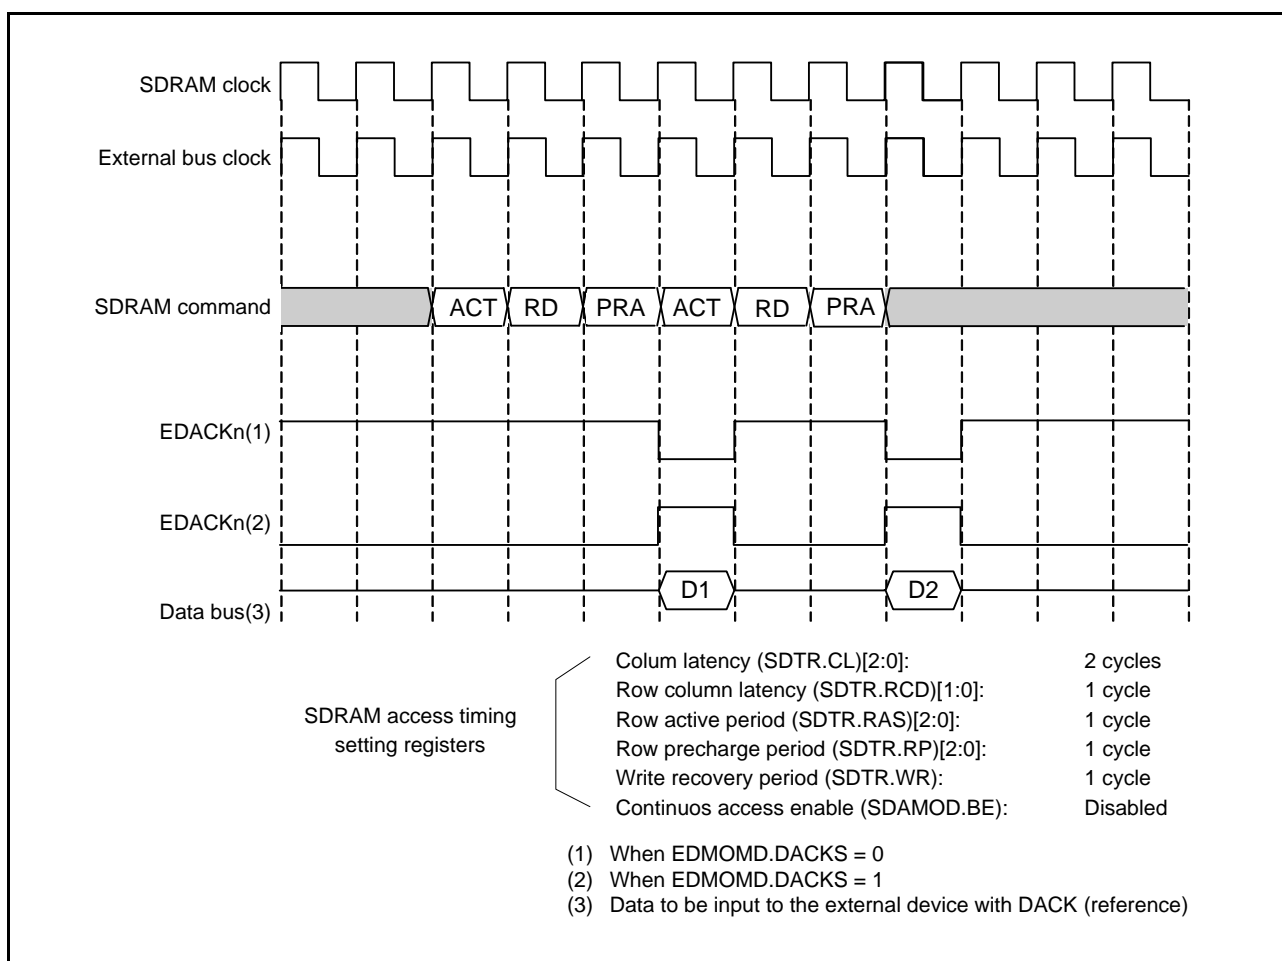 SDRAM clock
External bus clock
SDRAM command ACT RD PRA ACT RD PRA
EDACKn(1)
EDACKn(2)
D1 D2
Data bus(3)
SDRAM access timing
setting registers
Colum latency (SDTR.CL)[2:0]: 2 cycles
Row column latency (SDTR.RCD)[1:0]: 1 cycle
Row active period (SDTR.RAS)[2:0]: 1 cycle
Row precharge period (SDTR.RP)[2:0]: 1 cycle
Write recovery period (SDTR.WR): 1 cycle
Continuos access enable (SDAMOD.BE): Disabled
(1) When EDMOMD.DACKS = 0
(2) When EDMOMD.DACKS = 1
(3) Data to be input to the external device with DACK (reference)